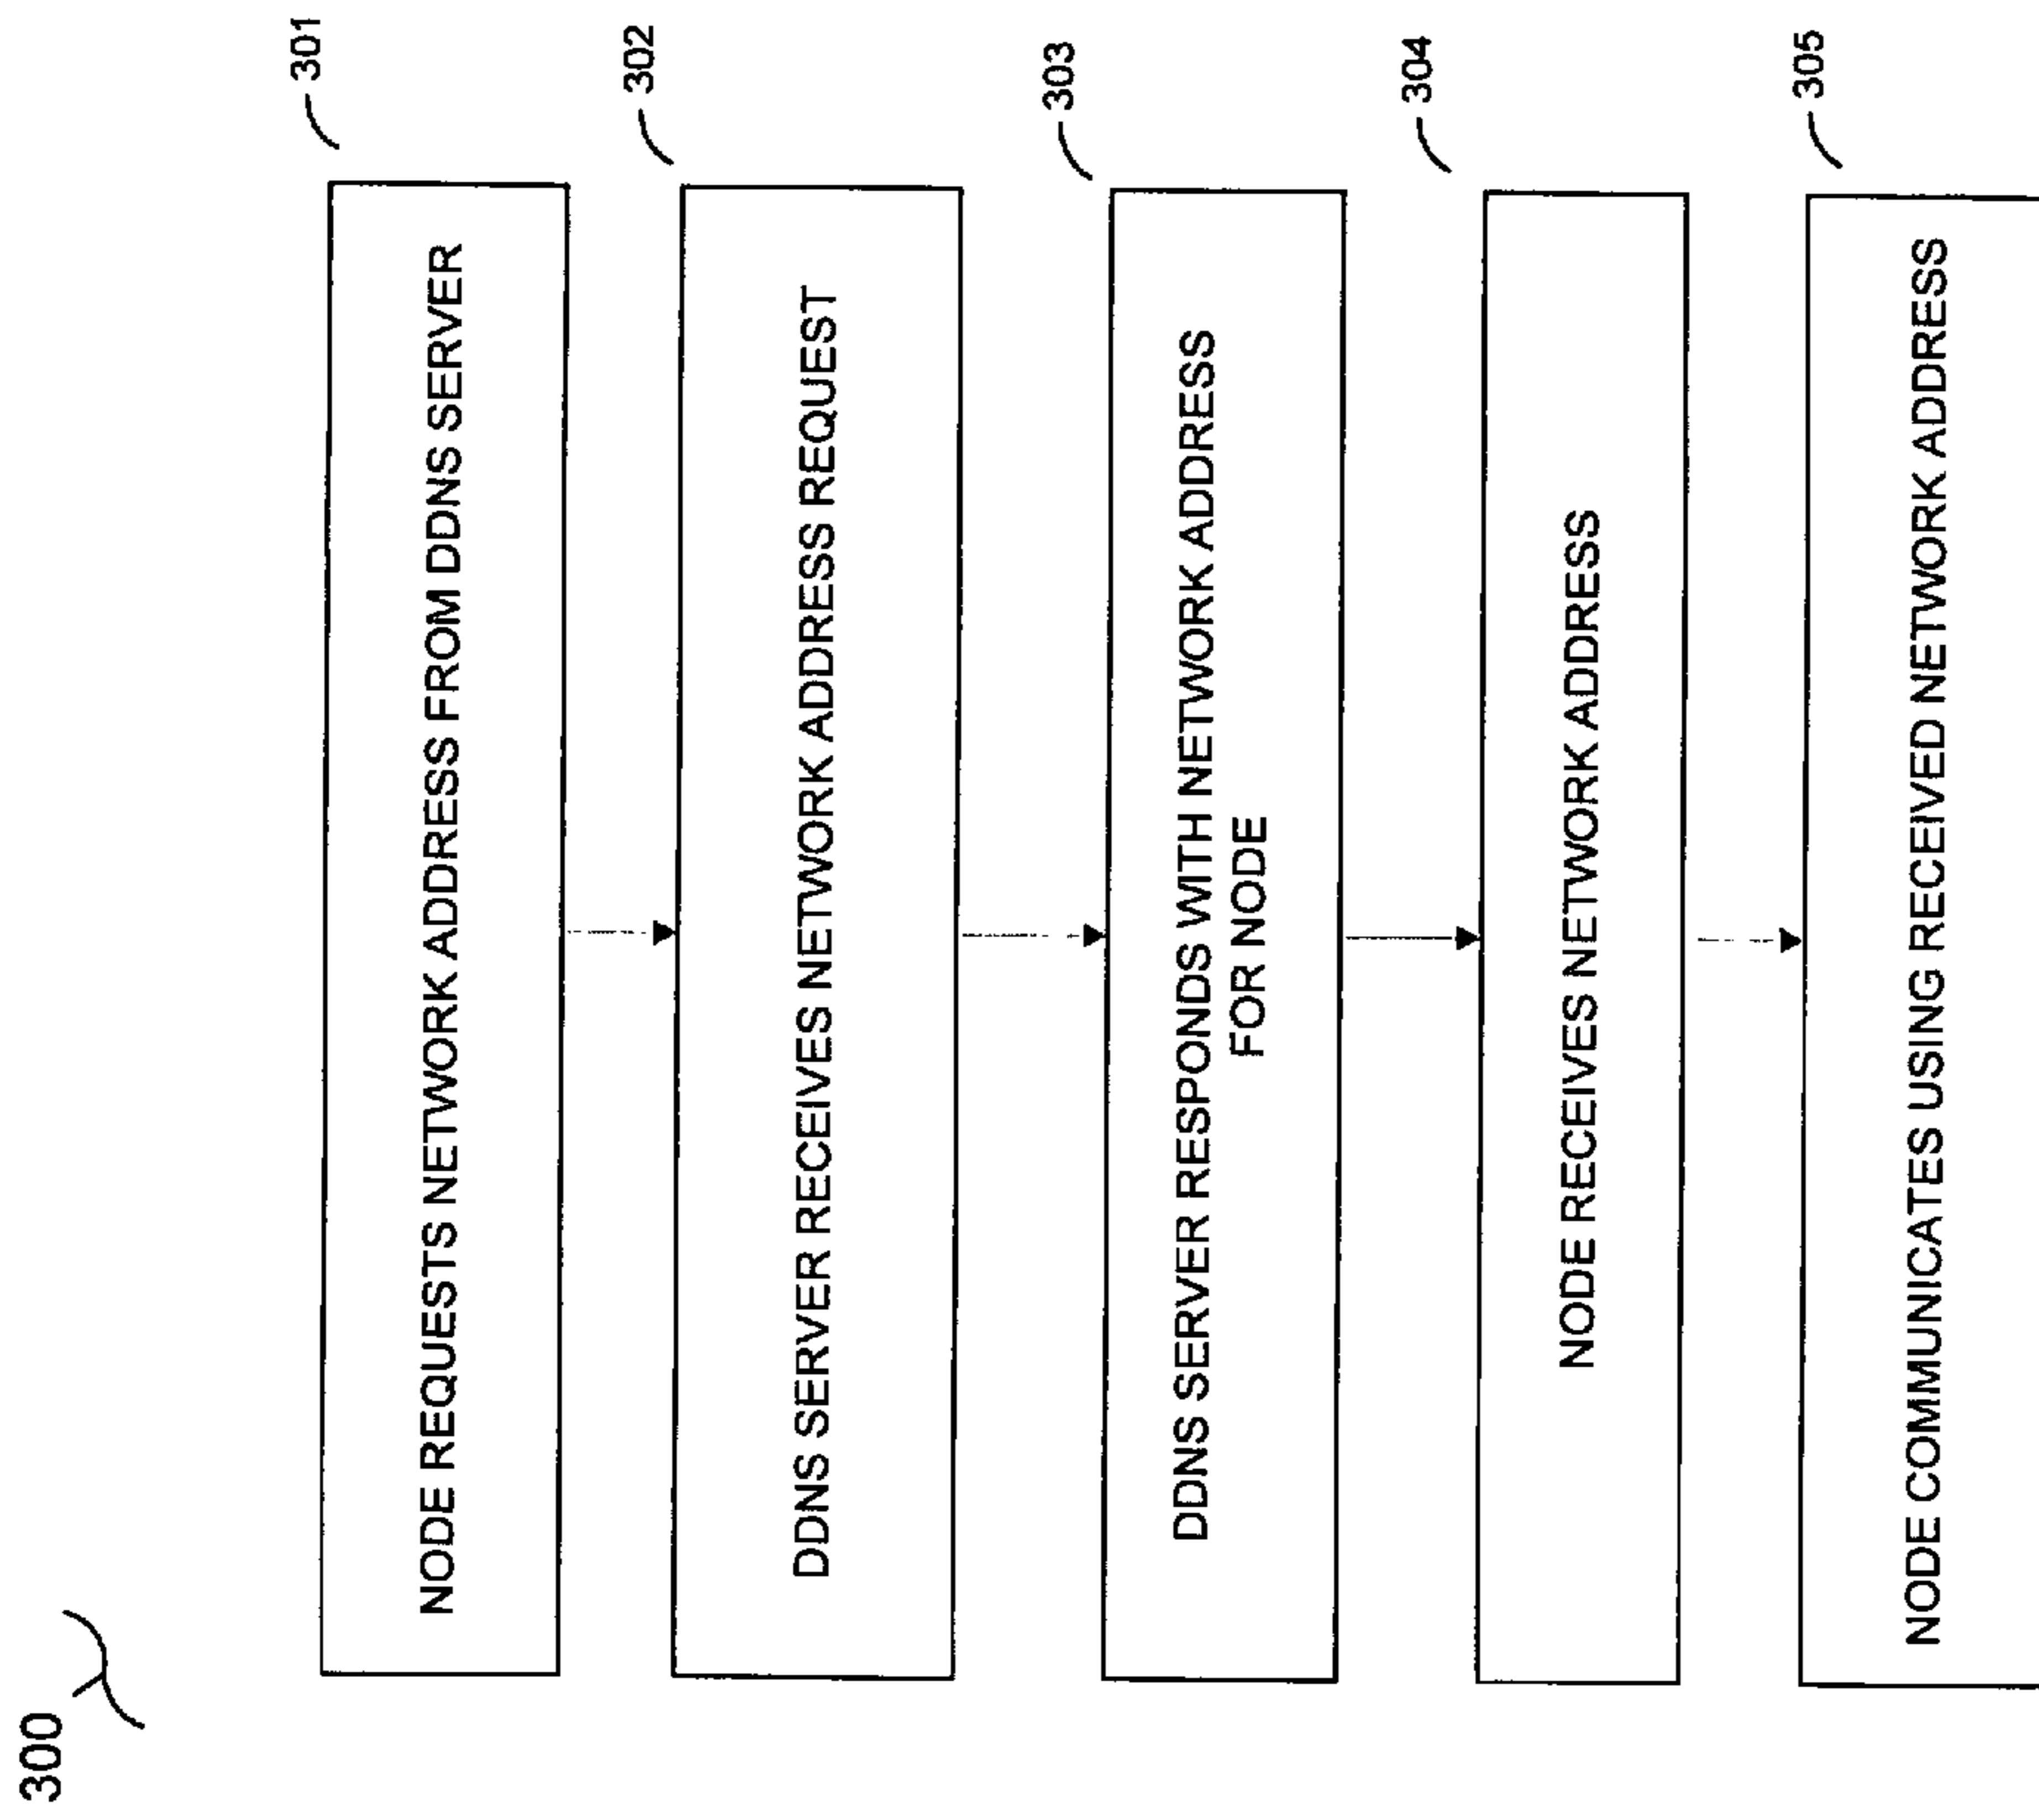 300
301
NODE REQUESTS NETWORK ADDRESS FROM DDNS SERVER
302
DDNS SERVER RECEIVES NETWORK ADDRESS REQUEST
303
DDNS SERVER RESPONDS WITH NETWORK ADDRESS
FOR NODE
304
NODE RECEIVES NETWORK ADDRESS
305
NODE COMMUNICATES USING RECEIVED NETWORK ADDRESS